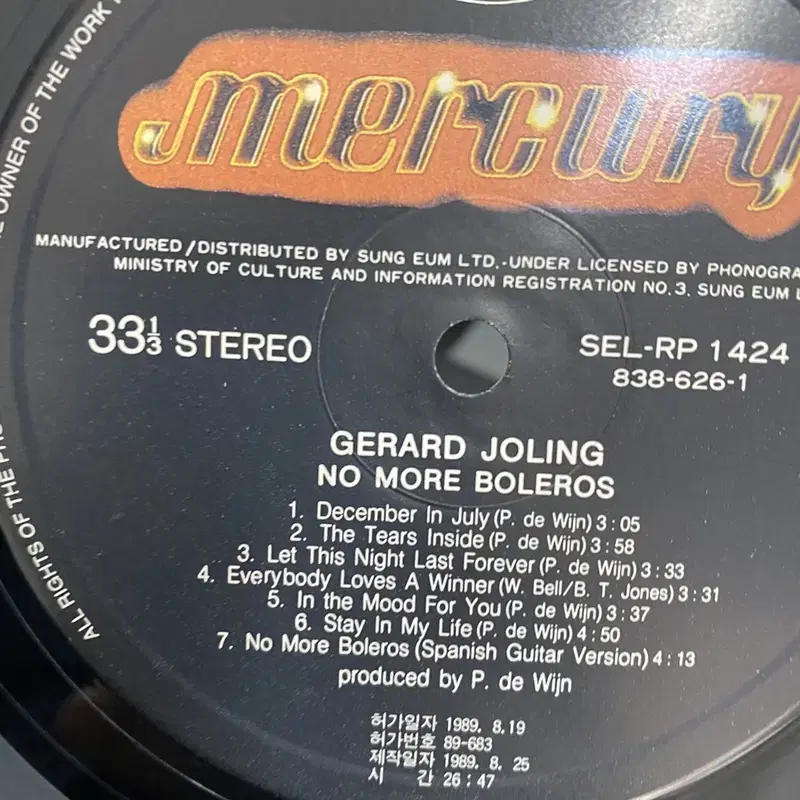 OWNER OF THE WORK
mercury
MANUFACTURED/DISTRIBUTED BY SUNG EUM LTD.-UNDER LICENSED BY PHONOGRA
MINISTRY OF CULTURE AND INFORMATION REGISTRATION NO.3. SUNG EUM L
33⅓ STEREO
SEL-RP 1424
838-626-1
GERARD JOLING
NO MORE BOLEROS
1. December In July (P. de Wijn) 3:05
2. The Tears Inside (P. de Wijn) 3:58
3. Let This Night Last Forever (P. de Wijn) 3:33
4. Everybody Loves A Winner (W. Bell/B. T. Jones) 3:31
5. In the Mood For You (P. de Wijn) 3:37
6. Stay In My Life (P. de Wijn) 4:50
7. No More Boleros (Spanish Guitar Version) 4:13
produced by P. de Wijn
허가일자 1989. 8.19
허가번호 89-683
제작일자 1989. 8. 25
시 간 26:47
ALL RIGHTS OF THE